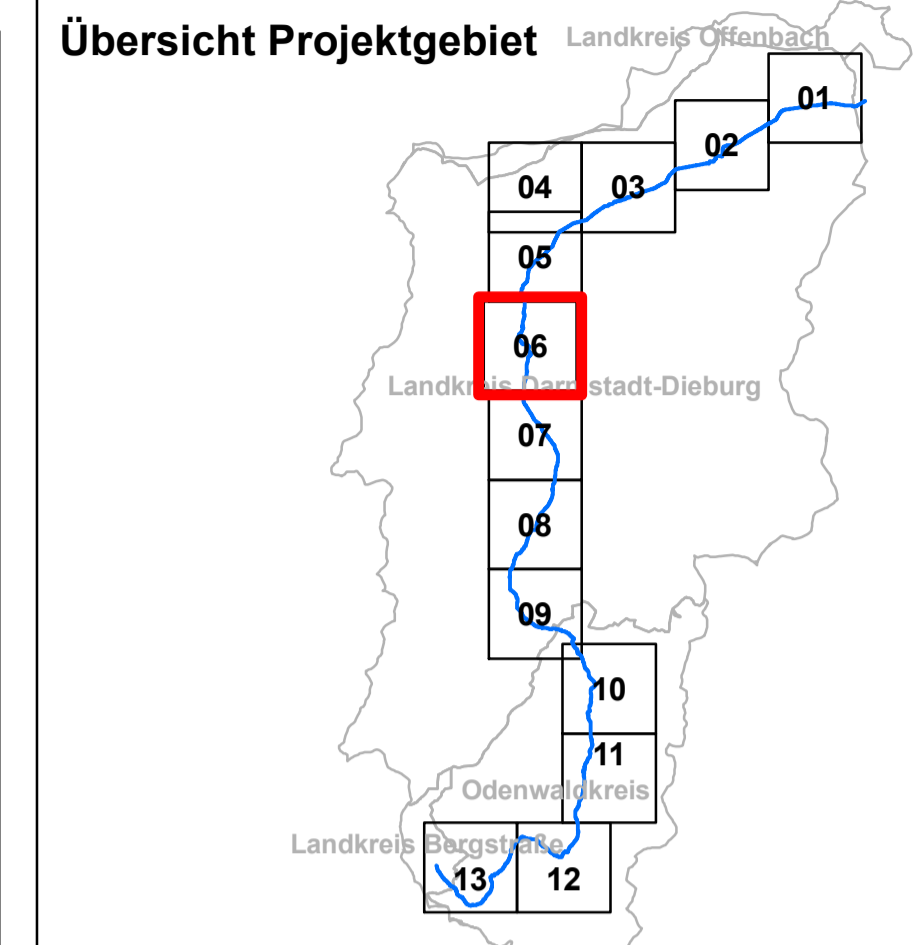 Übersicht Projektgebiet
Landkreis Offenbach
01
02
03
04
05
06
Landkreis Darmstadt-Dieburg
07
08
09
10
11
Odenwaldkreis
Landkreis Bergstraße
13
12